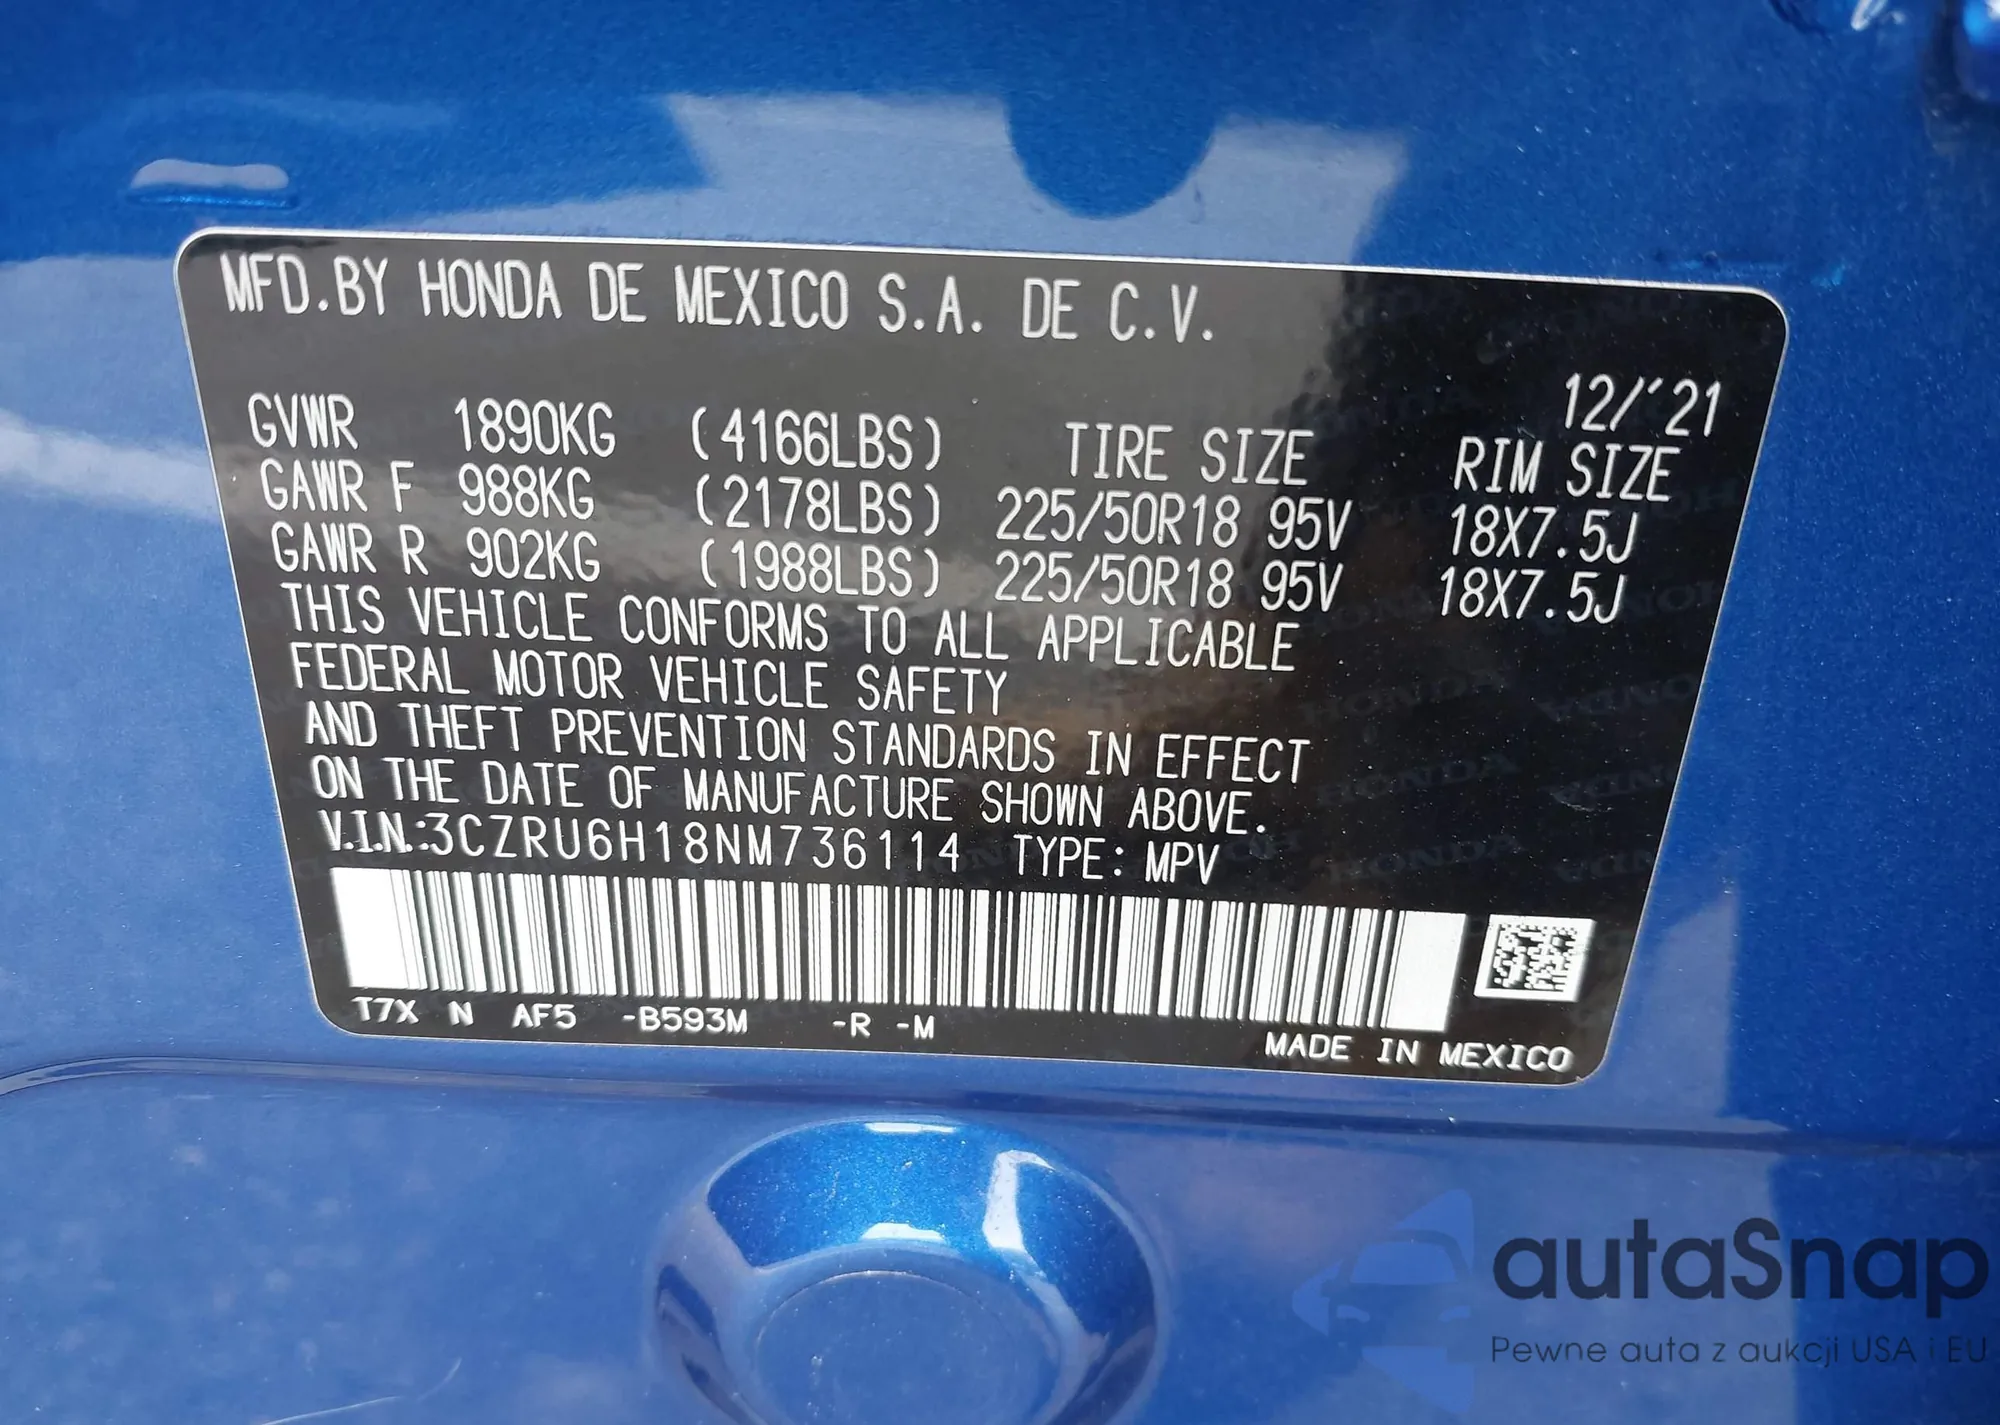 MFD.BY HONDA DE MEXICO S.A. DE C.V.
12/'21
GVWR 1890KG (4166LBS) TIRE SIZE RIM SIZE
GAWR F 988KG (2178LBS) 225/50R18 95V 18X7.5J
GAWR R 902KG (1988LBS) 225/50R18 95V 18X7.5J
THIS VEHICLE CONFORMS TO ALL APPLICABLE
FEDERAL MOTOR VEHICLE SAFETY
AND THEFT PREVENTION STANDARDS IN EFFECT
ON THE DATE OF MANUFACTURE SHOWN ABOVE.
V.I.N.:3CZRU6H18NM736114 TYPE: MPV
T7X N AF5 -B593M -R -M
MADE IN MEXICO
autaSnap
Pewne auta z aukcji USA i EU